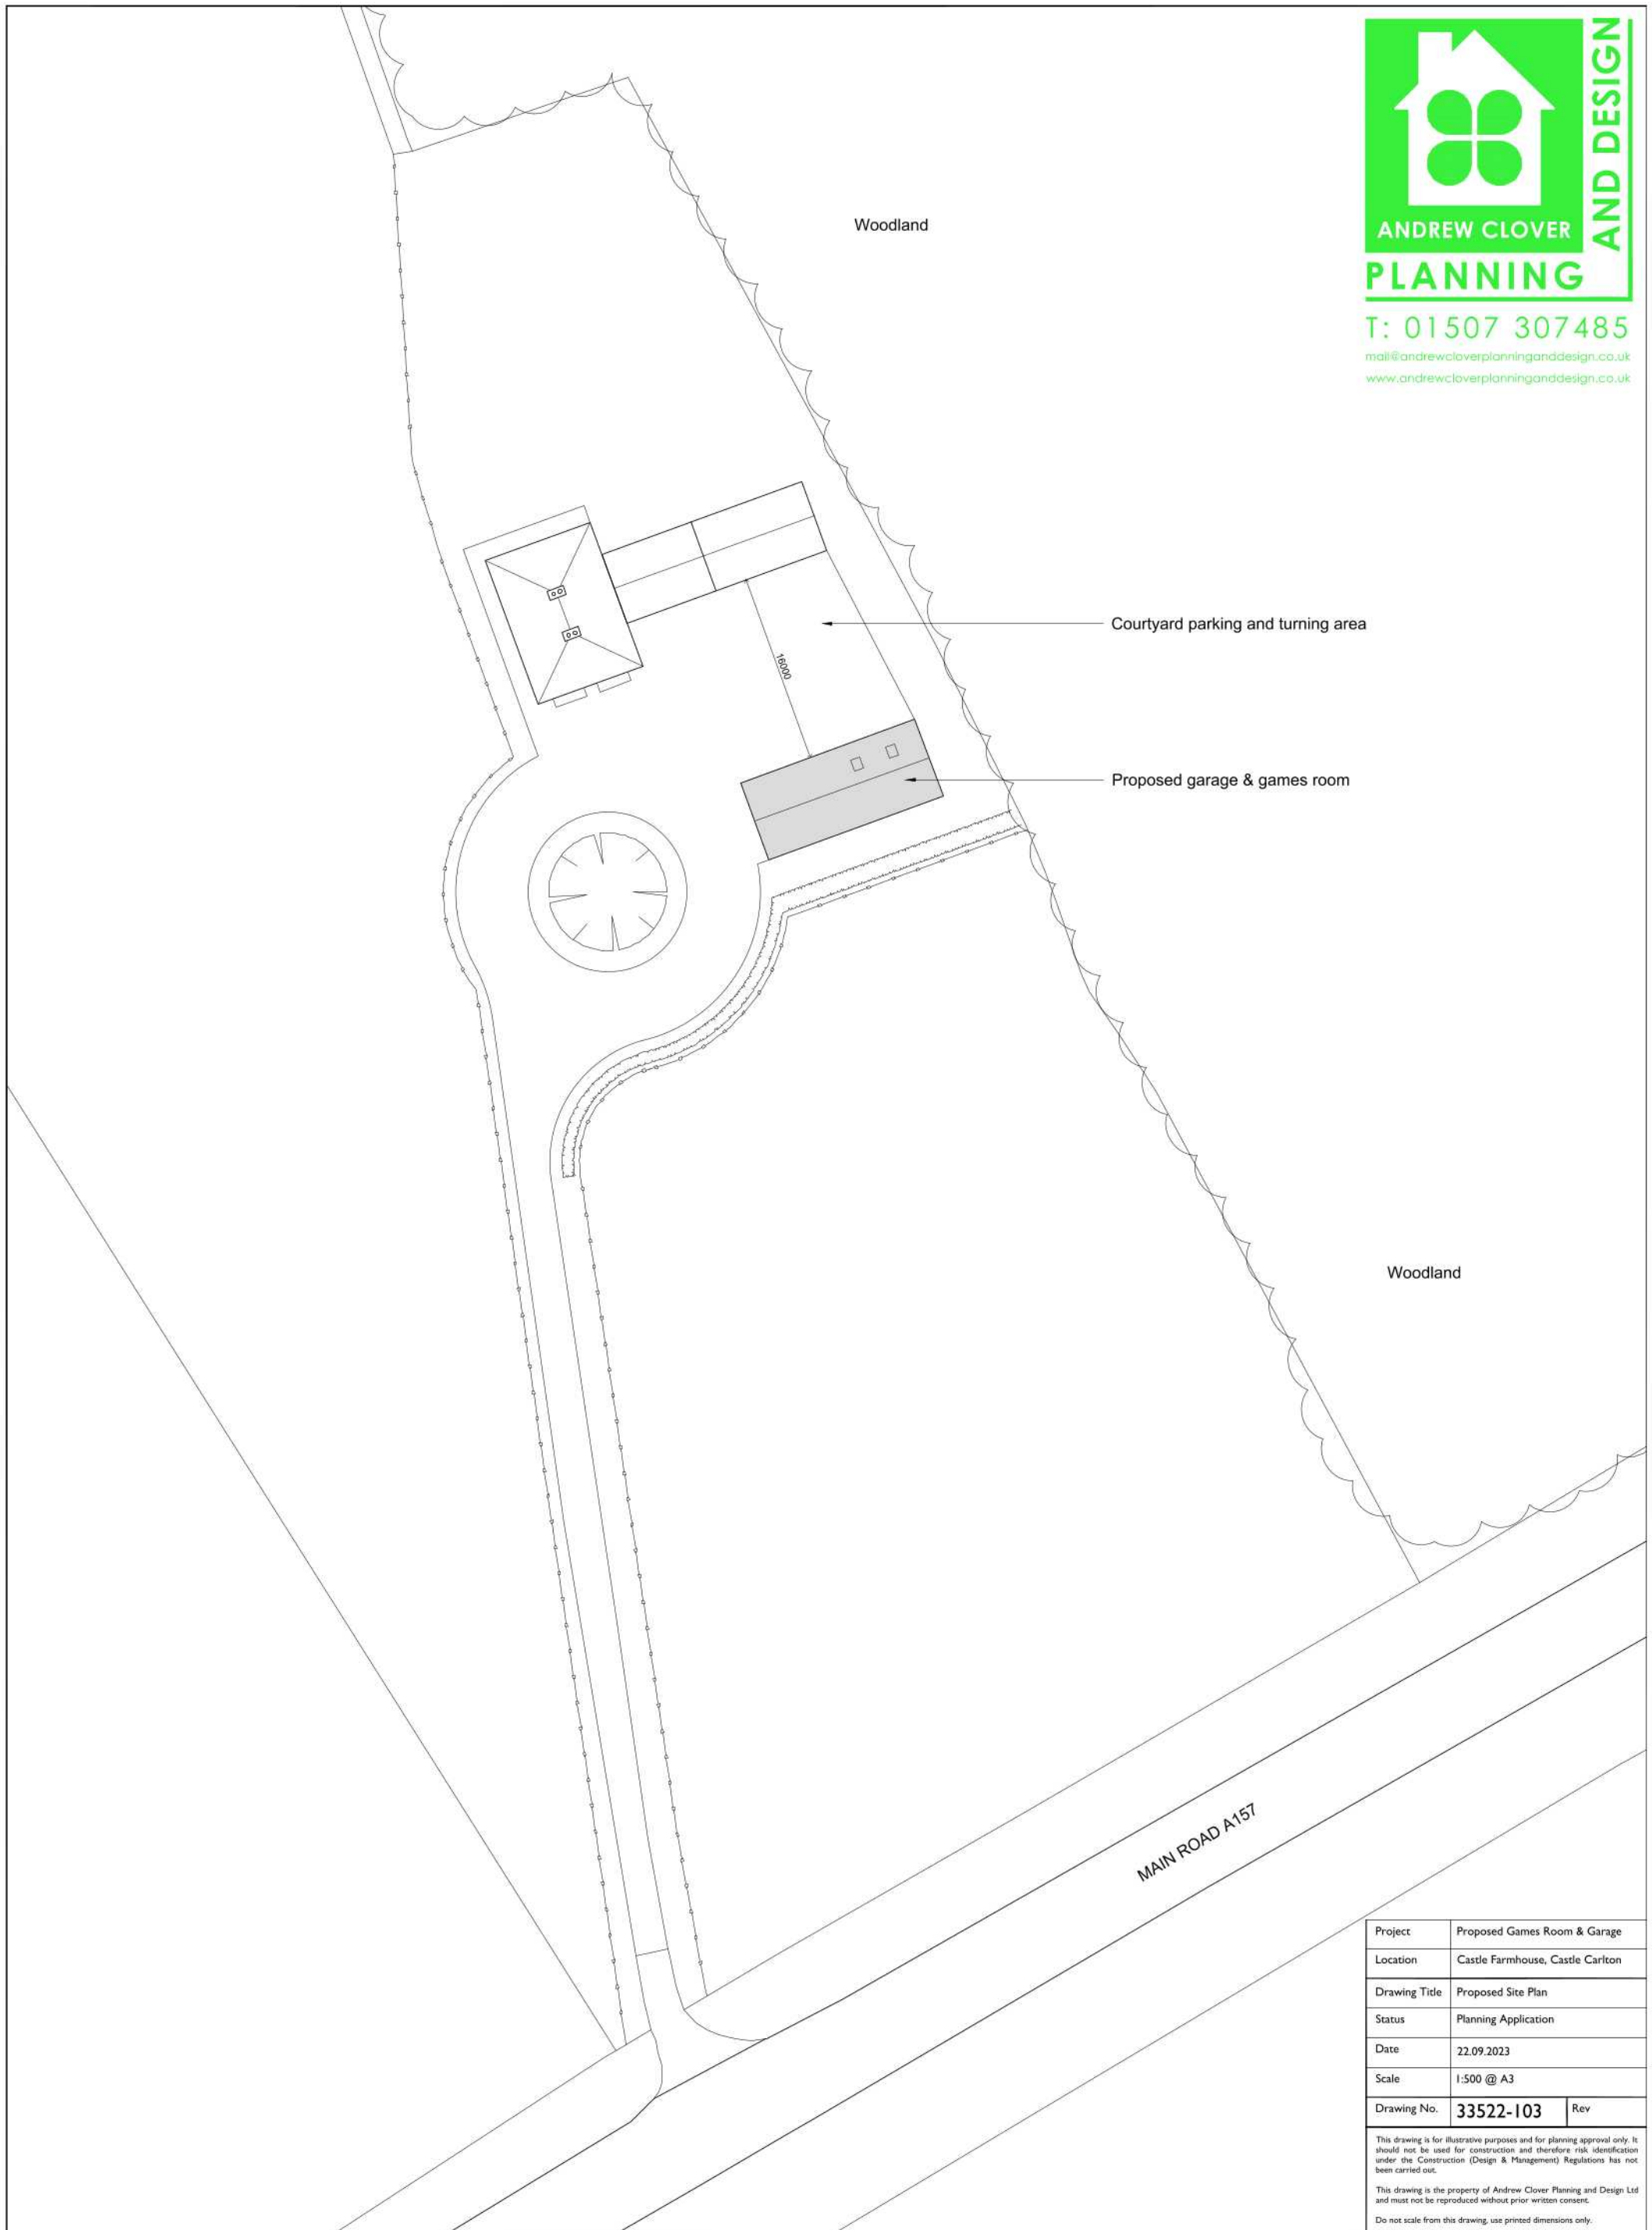 ANDREW CLOVER
PLANNING
AND DESIGN
T: 01507 307485
mail@andrewcloverplanninganddesign.co.uk
www.andrewcloverplanninganddesign.co.uk
Woodland
Courtyard parking and turning area
16000
Proposed garage & games room
Woodland
MAIN ROAD A157
Project Proposed Games Room & Garage
Location Castle Farmhouse, Castle Carlton
Drawing Title Proposed Site Plan
Status Planning Application
Date 22.09.2023
Scale 1:500 @ A3
Drawing No. 33522-103 Rev
This drawing is for illustrative purposes and for planning approval only. It
should not be used for construction and therefore risk identification
under the Construction (Design & Management) Regulations has not
been carried out.
This drawing is the property of Andrew Clover Planning and Design Ltd
and must not be reproduced without prior written consent.
Do not scale from this drawing, use printed dimensions only.